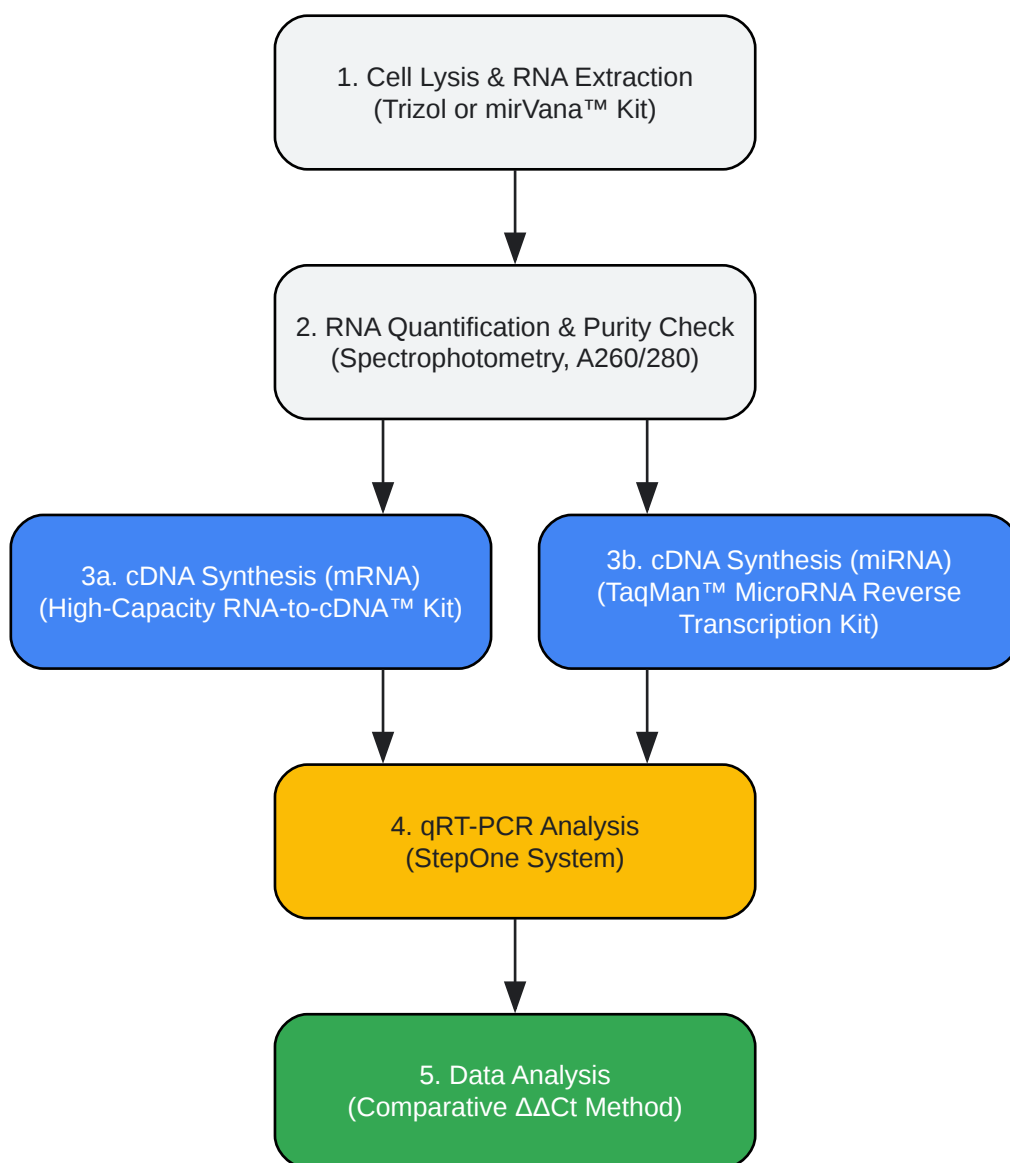 1. Cell Lysis & RNA Extraction
(Trizol or mirVana™ Kit)
2. RNA Quantification & Purity Check
(Spectrophotometry, A260/280)
3a. cDNA Synthesis (mRNA)
(High-Capacity RNA-to-cDNA™ Kit)
3b. cDNA Synthesis (miRNA)
(TaqMan™ MicroRNA Reverse
Transcription Kit)
4. qRT-PCR Analysis
(StepOne System)
5. Data Analysis
(Comparative ΔΔCt Method)